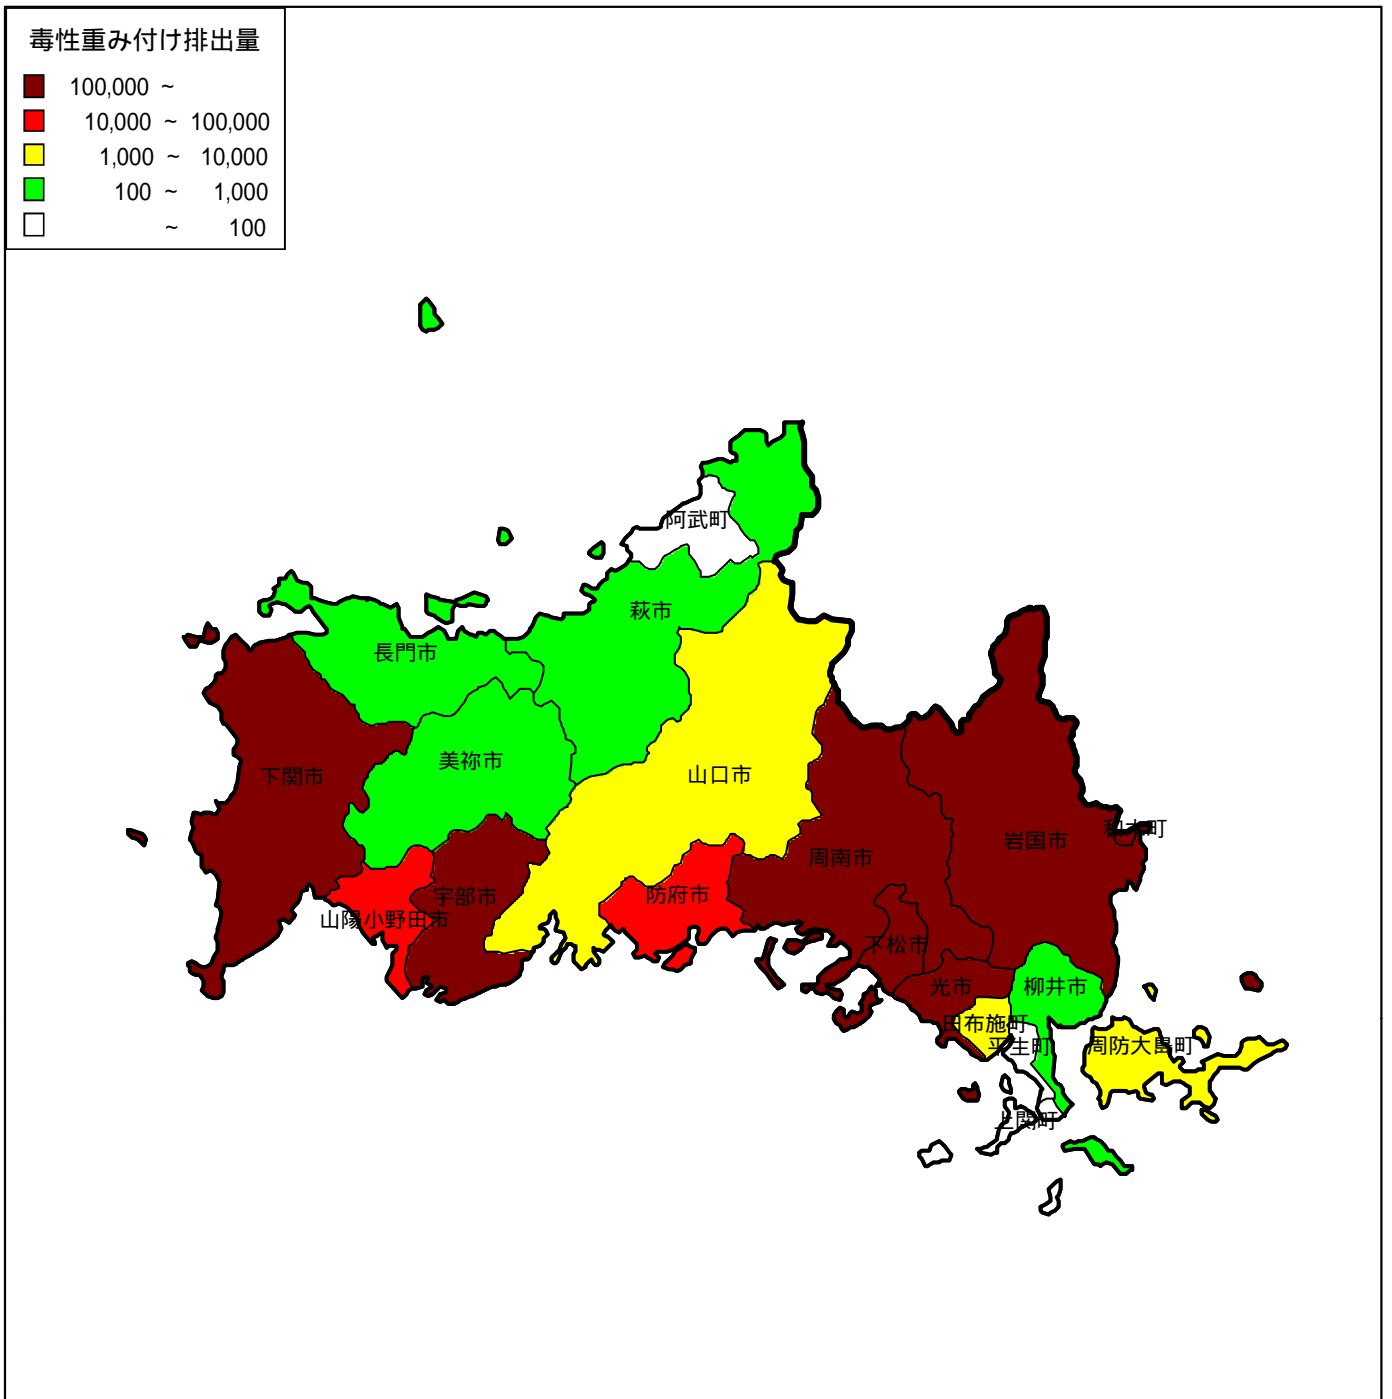 毒性重み付け排出量
100,000 ~
10,000 ~ 100,000
1,000 ~ 10,000
100 ~ 1,000
~ 100
阿武町
萩市
長門市
美祢市
山口市
下関市
和木町
岩国市
周南市
防府市
宇部市
山陽小野田市
下松市
光市
柳井市
田布施町
平生町
周防大島町
上関町